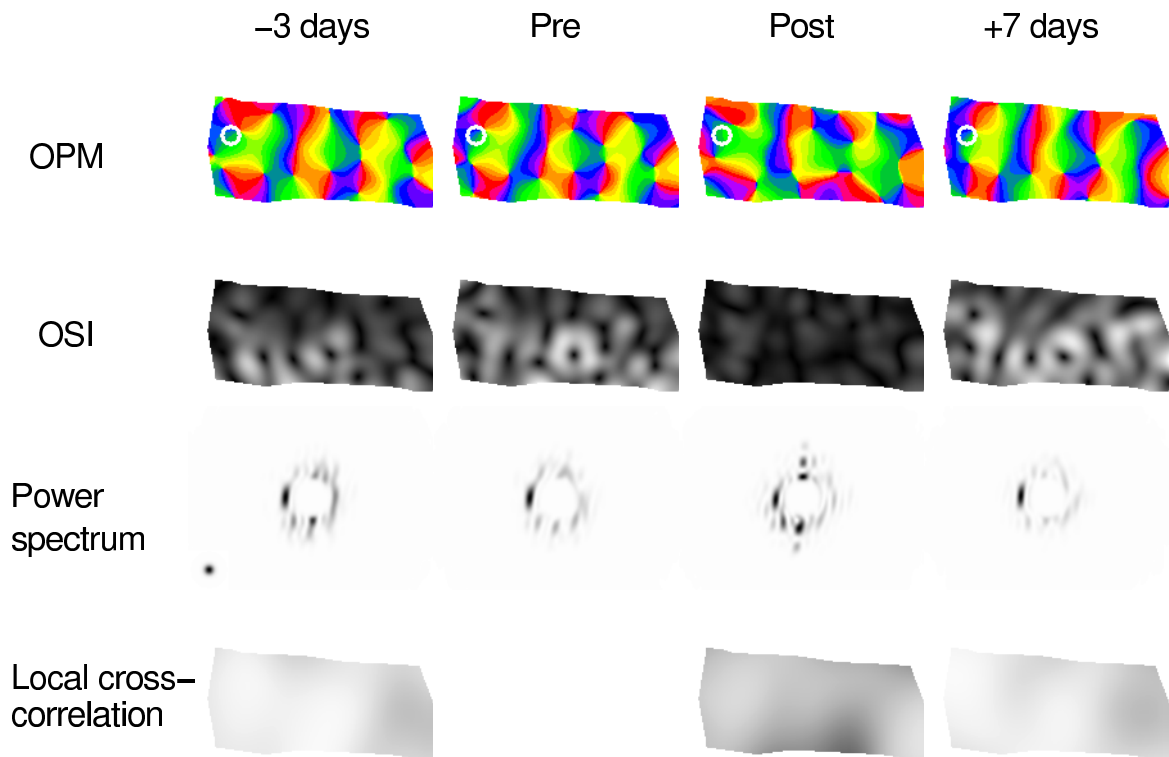 –3 days Pre Post +7 days
OPM
OSI
Power
spectrum
Local cross–
correlation